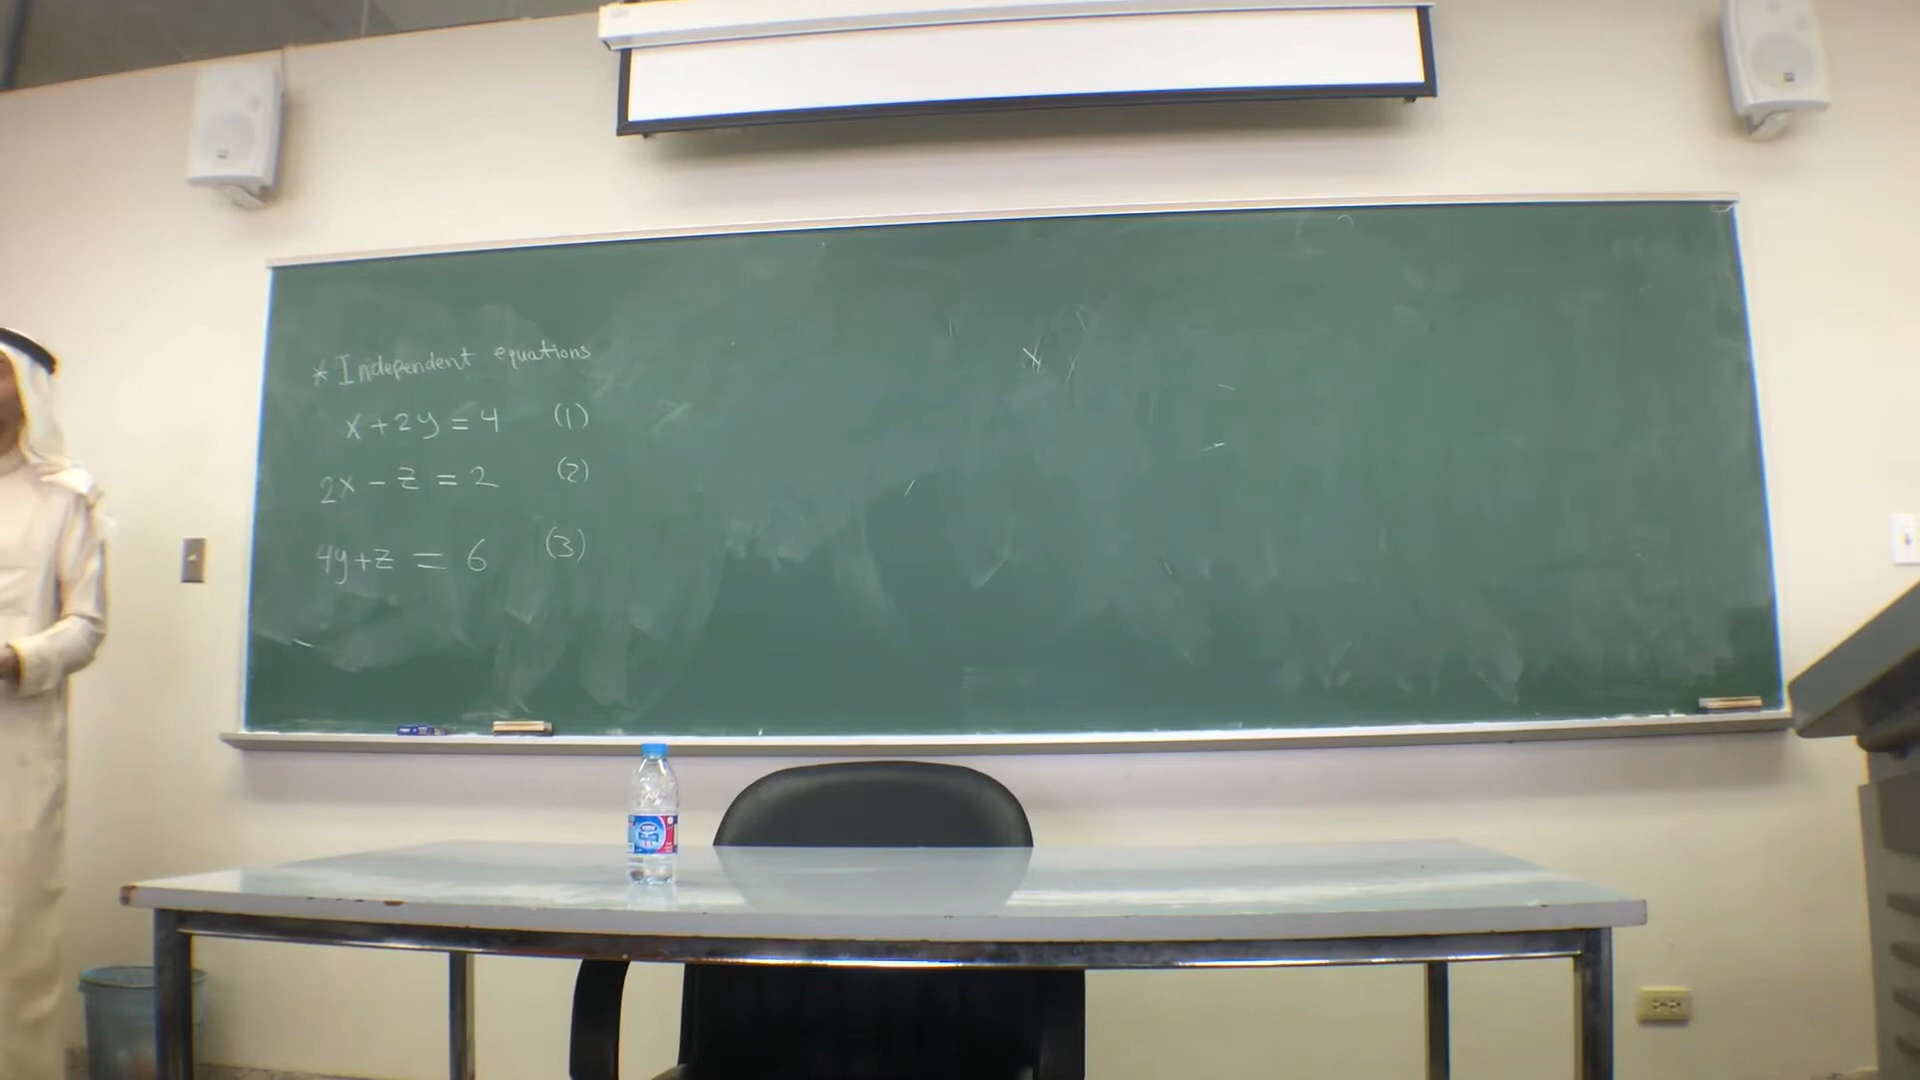 * Independent equations
x + 2y = 4 (1)
2x - z = 2 (2)
4y + z = 6 (3)